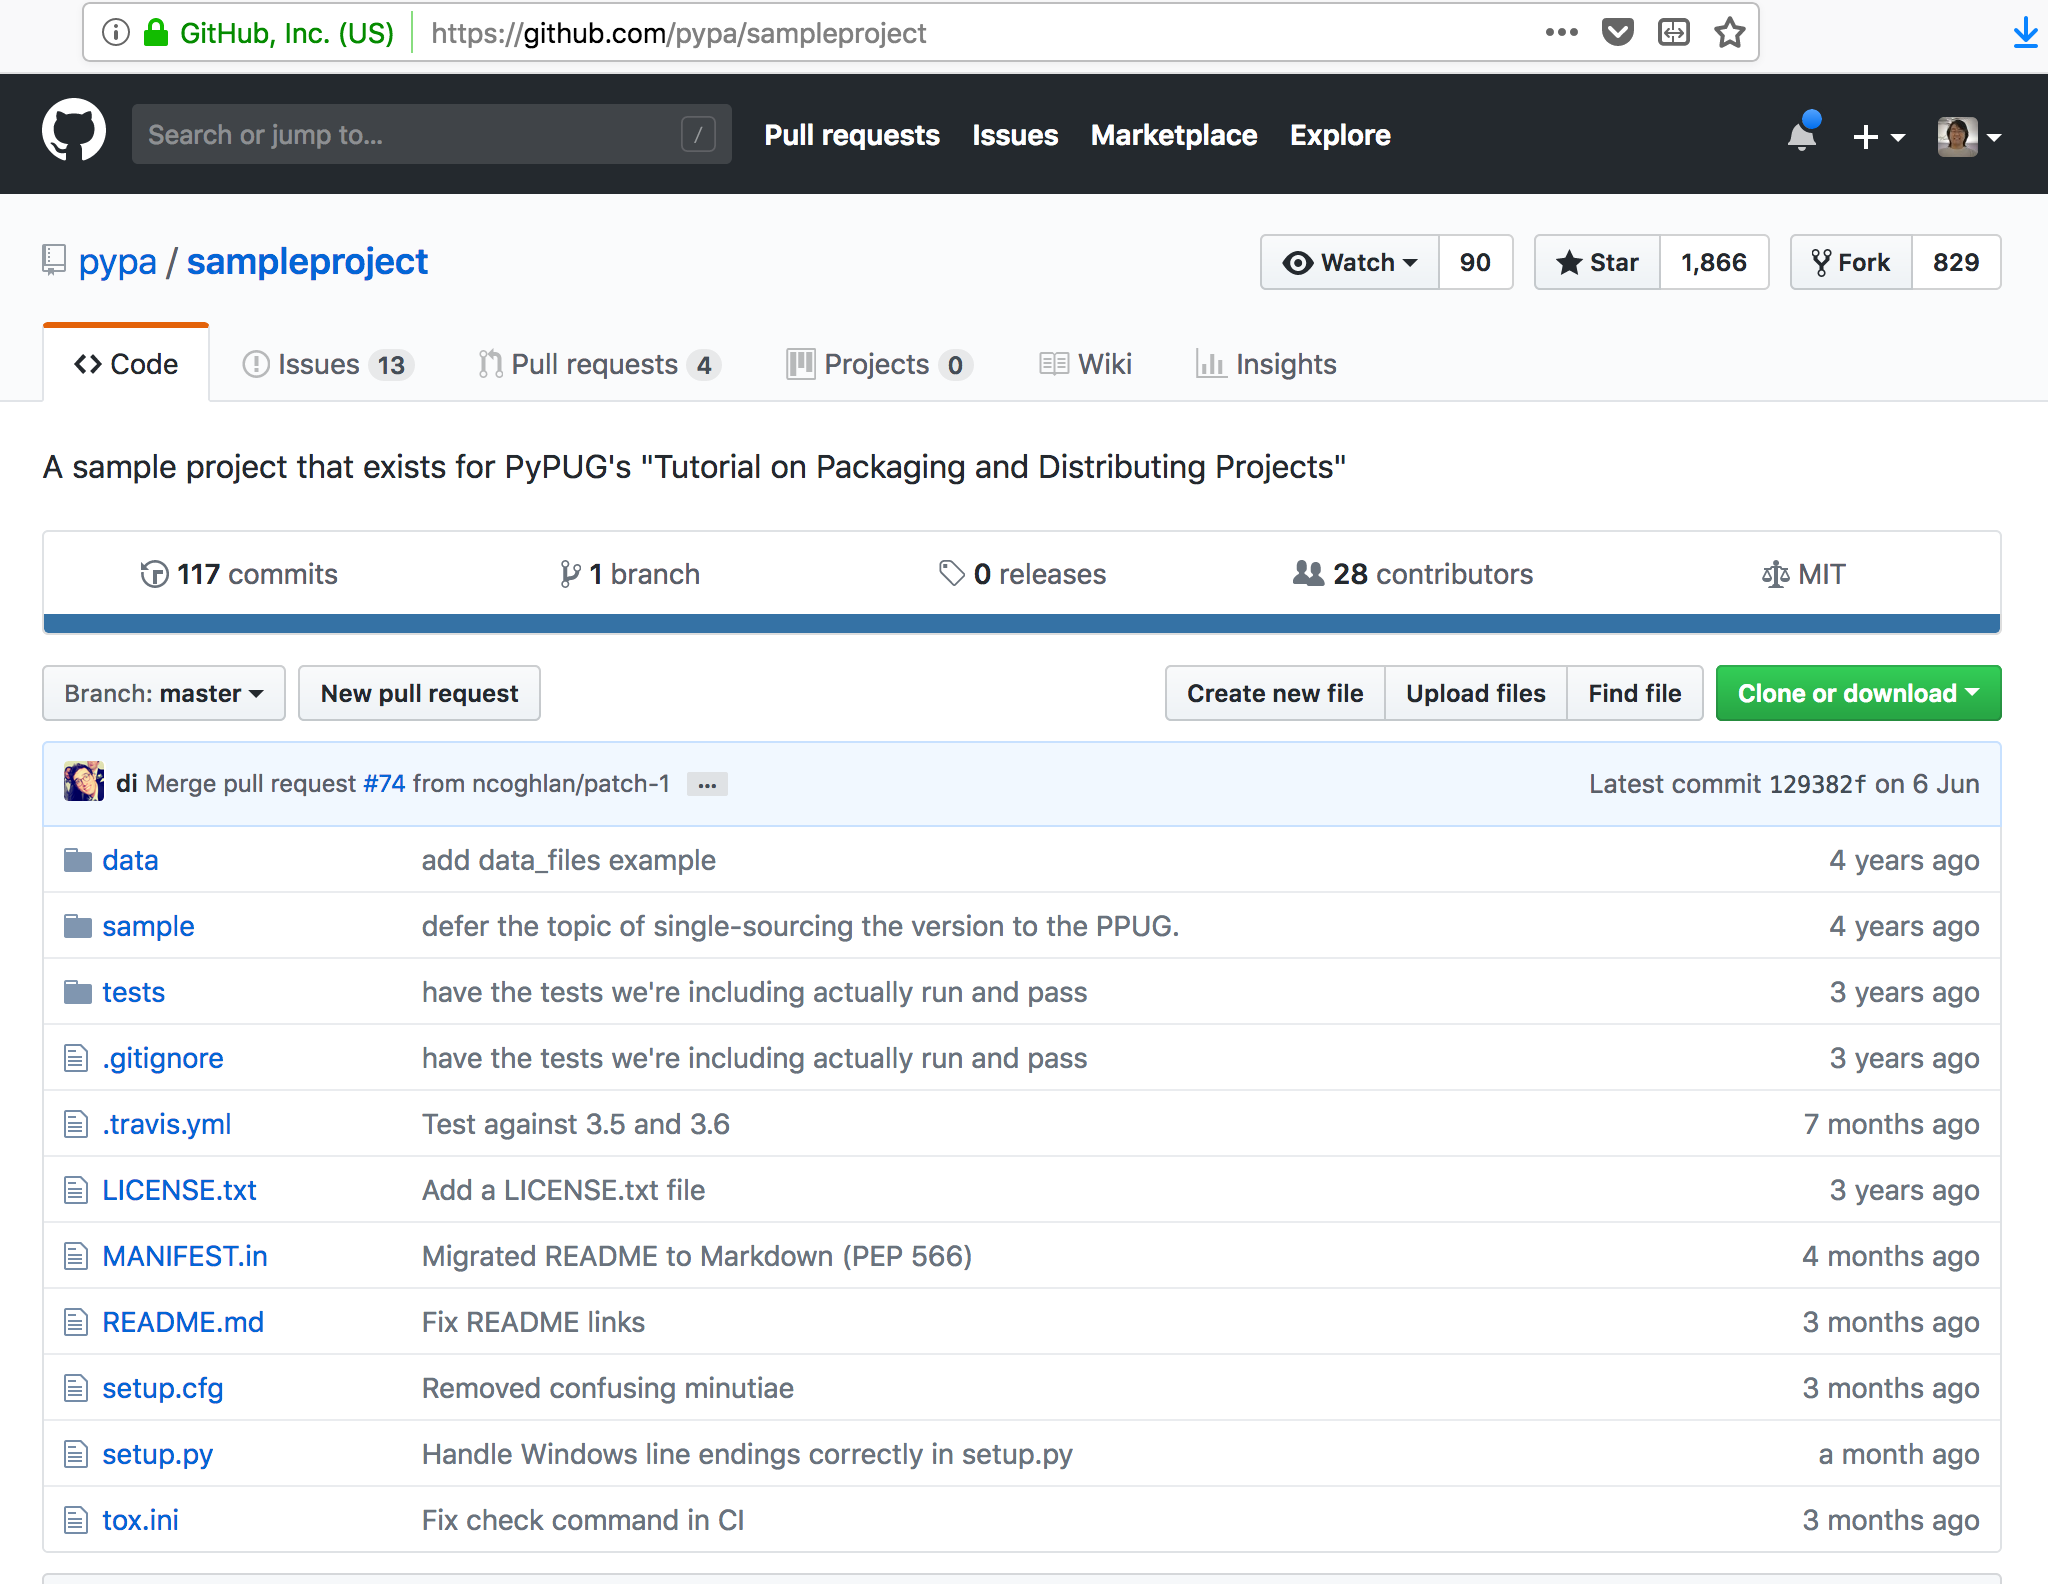 GitHub, Inc. (US) https://github.com/pypa/sampleproject
Search or jump to... / Pull requests Issues Marketplace Explore
pypa / sampleproject Watch 90 Star 1,866 Fork 829
Code Issues 13 Pull requests 4 Projects 0 Wiki Insights
A sample project that exists for PyPUG's "Tutorial on Packaging and Distributing Projects"
117 commits 1 branch 0 releases 28 contributors MIT
Branch: master New pull request Create new file Upload files Find file Clone or download
di Merge pull request #74 from ncoghlan/patch-1 ... Latest commit 129382f on 6 Jun
data add data_files example 4 years ago
sample defer the topic of single-sourcing the version to the PPUG. 4 years ago
tests have the tests we're including actually run and pass 3 years ago
.gitignore have the tests we're including actually run and pass 3 years ago
.travis.yml Test against 3.5 and 3.6 7 months ago
LICENSE.txt Add a LICENSE.txt file 3 years ago
MANIFEST.in Migrated README to Markdown (PEP 566) 4 months ago
README.md Fix README links 3 months ago
setup.cfg Removed confusing minutiae 3 months ago
setup.py Handle Windows line endings correctly in setup.py a month ago
tox.ini Fix check command in CI 3 months ago